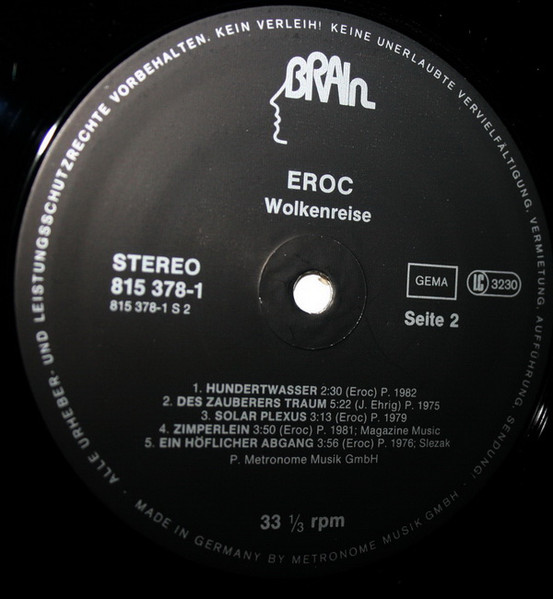 ALLE URHEBER- UND LEISTUNGSSCHUTZRECHTE VORBEHALTEN. KEIN VERLEIH! KEINE UNERLAUBTE VERVIELFÄLTIGUNG, VERMIETUNG, AUFFÜHRUNG, SENDUNG!
BRAIN
EROC
Wolkenreise
STEREO
815 378-1
815 378-1 S 2
GEMA
LC 3230
Seite 2
1. HUNDERTWASSER 2:30 (Eroc) P. 1982
2. DES ZAUBERERS TRAUM 5:22 (J. Ehrig) P. 1975
3. SOLAR PLEXUS 3:13 (Eroc) P. 1979
4. ZIMPERLEIN 3:50 (Eroc) P. 1981; Magazine Music
5. EIN HÖFLICHER ABGANG 3:56 (Eroc) P. 1976; Slezak
P. Metronome Musik GmbH
33 1/3 rpm
· MADE IN GERMANY BY METRONOME MUSIK GMBH ·